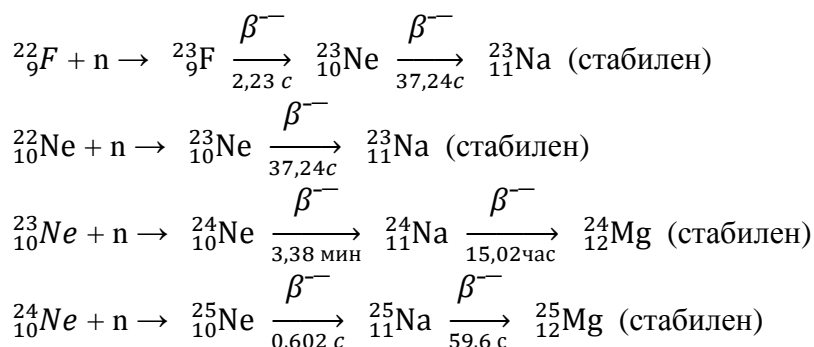 ²²₉F + n → ²³₉F β⁻ 2,23 с → ²³₁₀Ne β⁻ 37,24с → ²³₁₁Na (стабилен)
²²₁₀Ne + n → ²³₁₀Ne β⁻ 37,24с → ²³₁₁Na (стабилен)
²³₁₀Ne + n → ²⁴₁₀Ne β⁻ 3,38 мин → ²⁴₁₁Na β⁻ 15,02час → ²⁴₁₂Mg (стабилен)
²⁴₁₀Ne + n → ²⁵₁₀Ne β⁻ 0,602 с → ²⁵₁₁Na β⁻ 59,6 с → ²⁵₁₂Mg (стабилен)